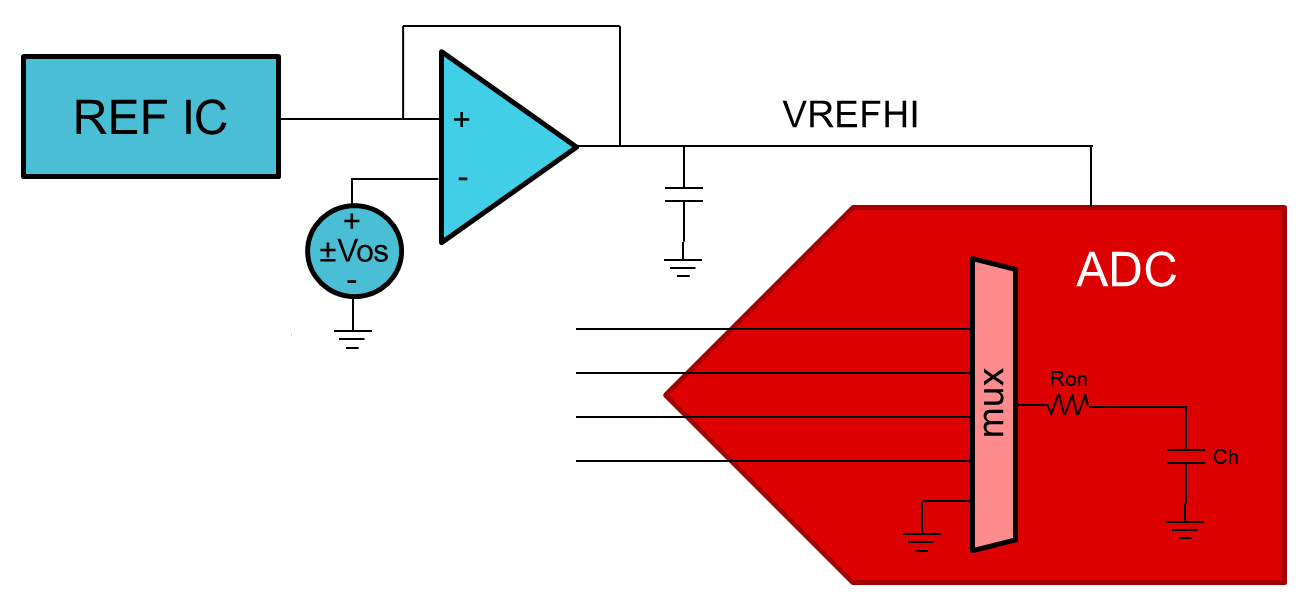 REF IC
+
-
+
±Vos
-
VREFHI
ADC
mux
Ron
Ch